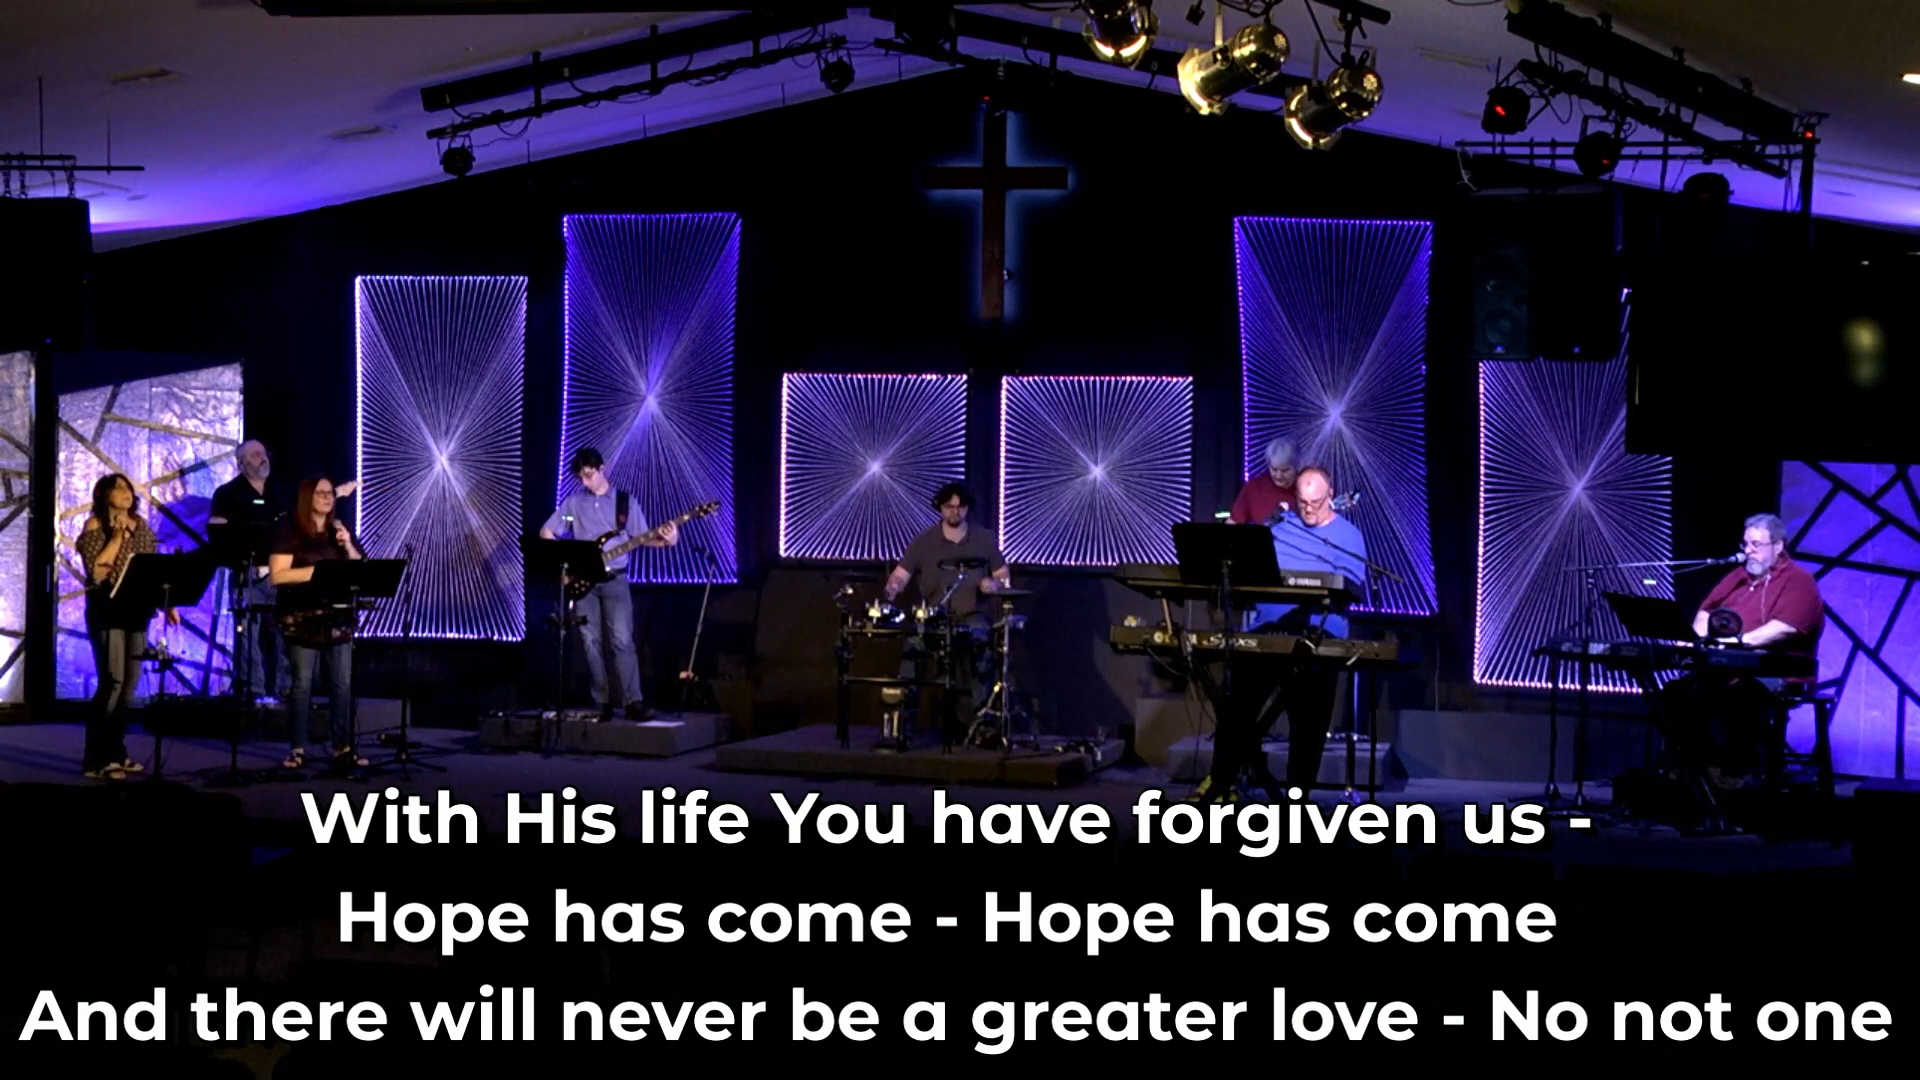 With His life You have forgiven us -
Hope has come - Hope has come
And there will never be a greater love - No not one
YAMAHA